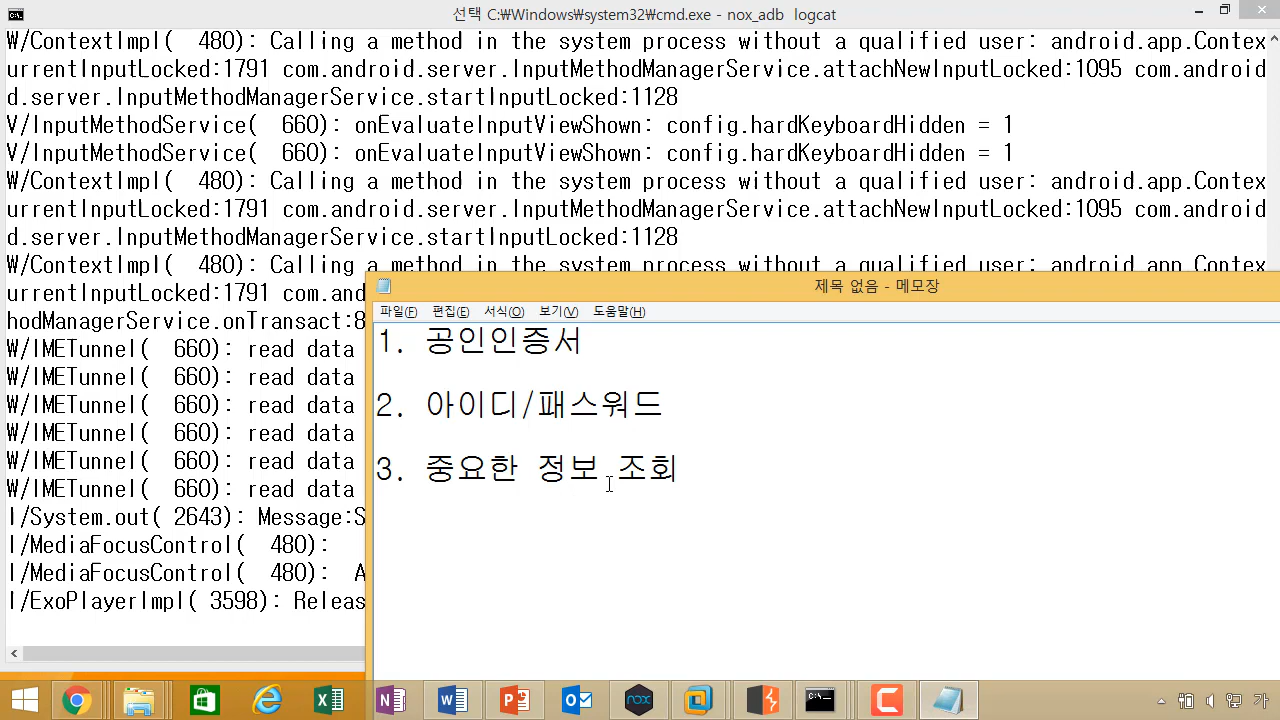 선택 C:₩Windows₩system32₩cmd.exe - nox_adb logcat
W/ContextImpl( 480): Calling a method in the system process without a qualified user: android.app.Contex
urrentInputLocked:1791 com.android.server.InputMethodManagerService.attachNewInputLocked:1095 com.android
d.server.InputMethodManagerService.startInputLocked:1128
V/InputMethodService( 660): onEvaluateInputViewShown: config.hardKeyboardHidden = 1
V/InputMethodService( 660): onEvaluateInputViewShown: config.hardKeyboardHidden = 1
W/ContextImpl( 480): Calling a method in the system process without a qualified user: android.app.Contex
urrentInputLocked:1791 com.android.server.InputMethodManagerService.attachNewInputLocked:1095 com.android
d.server.InputMethodManagerService.startInputLocked:1128
W/ContextImpl( 480): Calling a method in the system process without a qualified user: android.app.Contex
urrentInputLocked:1791 com.and
hodManagerService.onTransact:8
W/IMETunnel( 660): read data
W/IMETunnel( 660): read data
W/IMETunnel( 660): read data
W/IMETunnel( 660): read data
W/IMETunnel( 660): read data
W/IMETunnel( 660): read data
I/System.out( 2643): Message:S
I/MediaFocusControl( 480):
I/MediaFocusControl( 480): A
I/ExoPlayerImpl( 3598): Releas
제목 없음 - 메모장
파일(F) 편집(E) 서식(O) 보기(V) 도움말(H)
1. 공인인증서
2. 아이디/패스워드
3. 중요한 정보 조회
nox
가